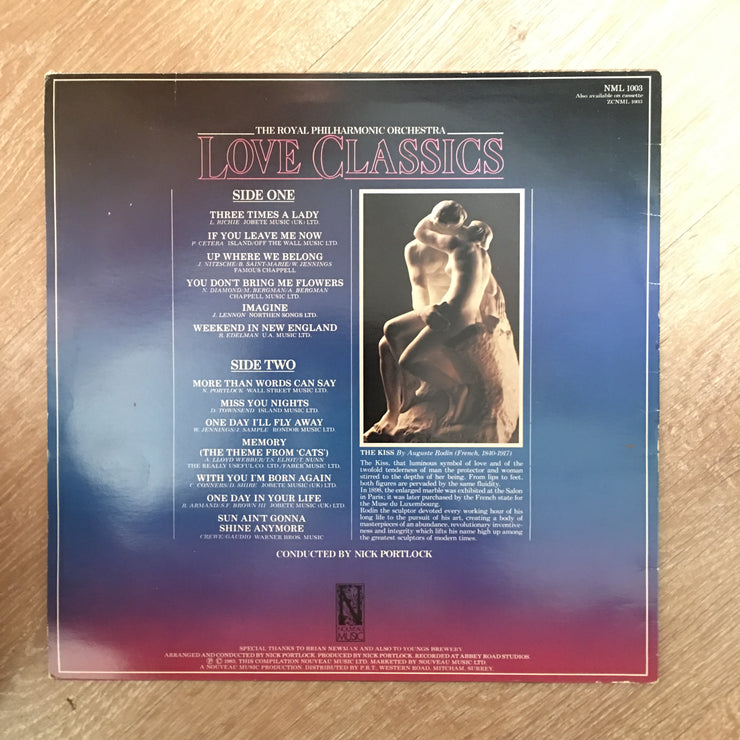 NML 1003
Also available on cassette
ZCNML 1003
THE ROYAL PHILHARMONIC ORCHESTRA
LOVE CLASSICS
SIDE ONE
THREE TIMES A LADY
L. RICHIE JOBETE MUSIC (UK) LTD.
IF YOU LEAVE ME NOW
P. CETERA ISLAND/OFF THE WALL MUSIC LTD.
UP WHERE WE BELONG
J. NITZSCHE/B. SAINT-MARIE/W. JENNINGS
FAMOUS CHAPPELL
YOU DON'T BRING ME FLOWERS
N. DIAMOND/M. BERGMAN/A. BERGMAN
CHAPPELL MUSIC LTD.
IMAGINE
J. LENNON NORTHEN SONGS LTD.
WEEKEND IN NEW ENGLAND
R. EDELMAN U.A. MUSIC LTD.
SIDE TWO
MORE THAN WORDS CAN SAY
N. PORTLOCK WALL STREET MUSIC LTD.
MISS YOU NIGHTS
D. TOWNSEND ISLAND MUSIC LTD.
ONE DAY I'LL FLY AWAY
W. JENNINGS/J. SAMPLE RONDOR MUSIC LTD.
MEMORY
(THE THEME FROM 'CATS')
A. LLOYD WEBBER/T.S. ELIOT/T. NUNN
THE REALLY USEFUL CO. LTD./FABER MUSIC LTD.
WITH YOU I'M BORN AGAIN
C. CONNORS/D. SHIRE JOBETE MUSIC (UK) LTD.
ONE DAY IN YOUR LIFE
R. ARMAND/S.F. BROWN III JOBETE MUSIC (UK) LTD.
SUN AIN'T GONNA
SHINE ANYMORE
CREWE/GAUDIO WARNER BROS. MUSIC
THE KISS By Auguste Rodin (French, 1840-1917)
The Kiss, that luminous symbol of love and of the
twofold tenderness of man the protector and woman
stirred to the depths of her being. From lips to feet,
both figures are pervaded by the same fluidity.
In 1898, the enlarged marble was exhibited at the Salon
in Paris; it was later purchased by the French state for
the Muse du Luxembourg.
Rodin the sculptor devoted every working hour of his
long life to the pursuit of his art, creating a body of
masterpieces of an abundance, revolutionary inventive-
ness and integrity which lifts his name high up among
the greatest sculptors of modern times.
CONDUCTED BY NICK PORTLOCK
N
NOUVEAU
MUSIC
SPECIAL THANKS TO BRIAN NEWMAN AND ALSO TO YOUNGS BREWERY.
ARRANGED AND CONDUCTED BY NICK PORTLOCK. PRODUCED BY NICK PORTLOCK. RECORDED AT ABBEY ROAD STUDIOS.
Ⓟ © 1983. THIS COMPILATION NOUVEAU MUSIC LTD. MARKETED BY NOUVEAU MUSIC LTD.
A NOUVEAU MUSIC PRODUCTION. DISTRIBUTED BY P.R.T., WESTERN ROAD, MITCHAM, SURREY.